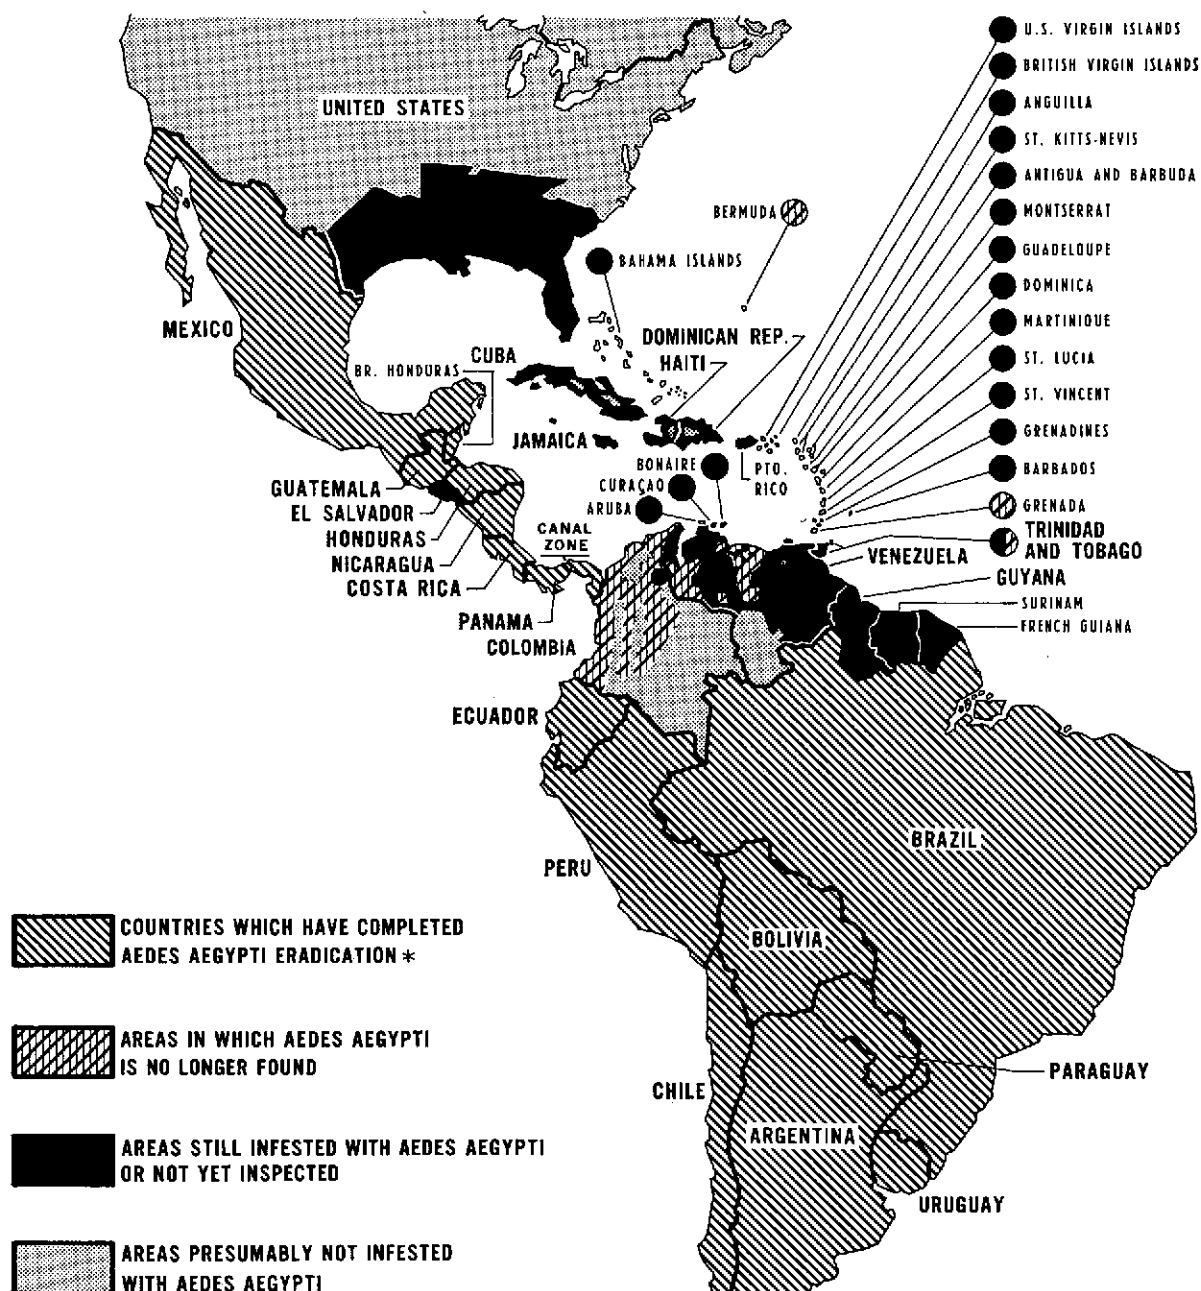 U.S. VIRGIN ISLANDS
BRITISH VIRGIN ISLANDS
ANGUILLA
ST. KITTS-NEVIS
ANTIGUA AND BARBUDA
MONTSERRAT
GUADELOUPE
DOMINICA
MARTINIQUE
ST. LUCIA
ST. VINCENT
GRENADINES
BARBADOS
GRENADA
TRINIDAD
AND TOBAGO
UNITED STATES
BERMUDA
BAHAMA ISLANDS
MEXICO
DOMINICAN REP.
HAITI
CUBA
BR. HONDURAS
JAMAICA
BONAIRE
CURAÇAO
ARUBA
PTO.
RICO
GUATEMALA
EL SALVADOR
HONDURAS
NICARAGUA
COSTA RICA
CANAL
ZONE
PANAMA
COLOMBIA
VENEZUELA
GUYANA
SURINAM
FRENCH GUIANA
ECUADOR
PERU
BRAZIL
BOLIVIA
PARAGUAY
CHILE
ARGENTINA
URUGUAY
COUNTRIES WHICH HAVE COMPLETED
AEDES AEGYPTI ERADICATION *
AREAS IN WHICH AEDES AEGYPTI
IS NO LONGER FOUND
AREAS STILL INFESTED WITH AEDES AEGYPTI
OR NOT YET INSPECTED
AREAS PRESUMABLY NOT INFESTED
WITH AEDES AEGYPTI